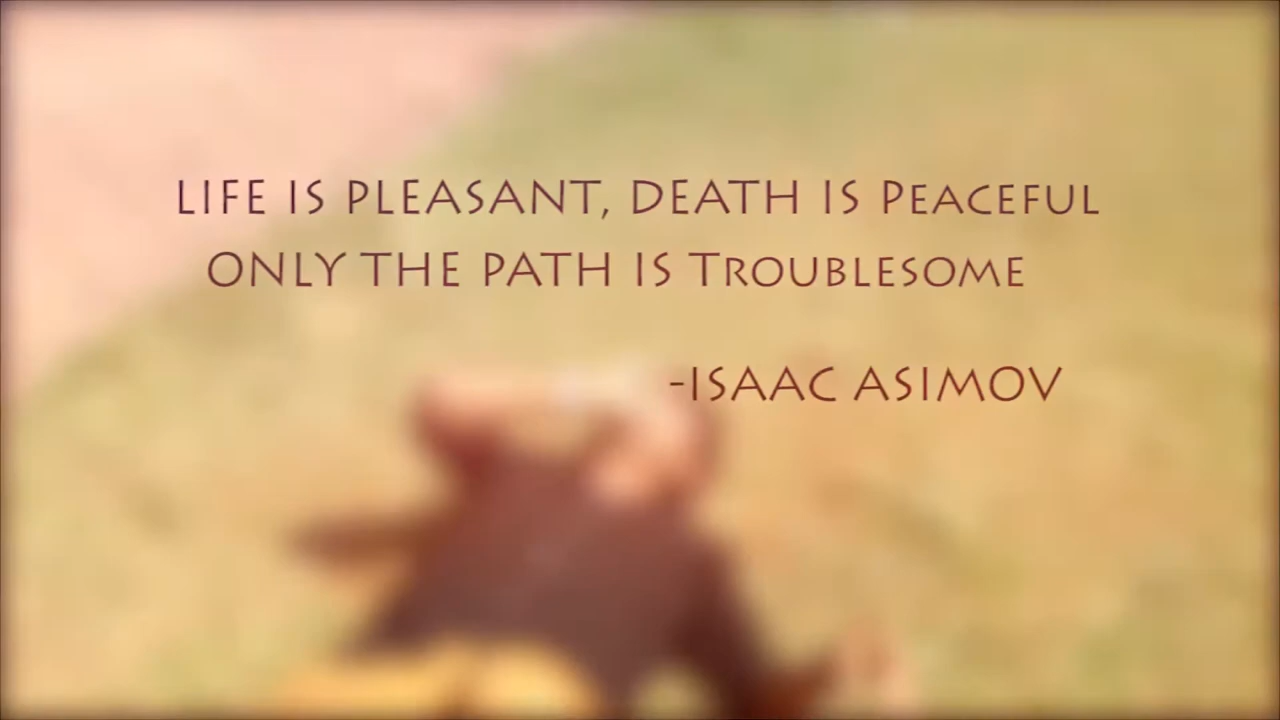 LIFE IS PLEASANT, DEATH IS PEACEFUL
ONLY THE PATH IS TROUBLESOME
-ISAAC ASIMOV